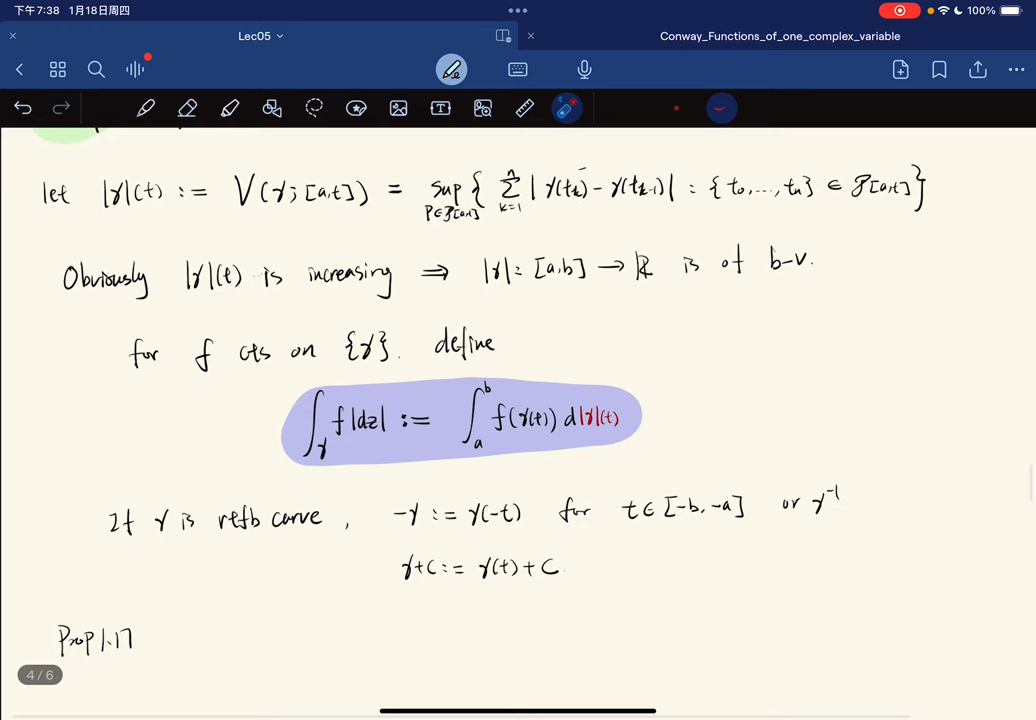 下午7:38 1月18日周四
100%
Lec05
Conway_Functions_of_one_complex_variable
let |γ|(t) := V(γ; [a,t]) = sup_{P∈𝒫[a,t]} { ∑_{k=1}^{n} | γ(t_k) - γ(t_{k-1}) | : {t_0, ..., t_n} ∈ 𝒫[a,t] }
Obviously |γ|(t) is increasing ⇒ |γ| : [a,b] → ℝ is of b-v.
for f cts on {γ}. define
∫_γ f |dz| := ∫_a^b f(γ(t)) d|γ|(t)
If γ is retfb curve, -γ := γ(-t) for t ∈ [-b, -a] or γ^{-1}
γ+c := γ(t) + C
Prop 1.17
4 / 6